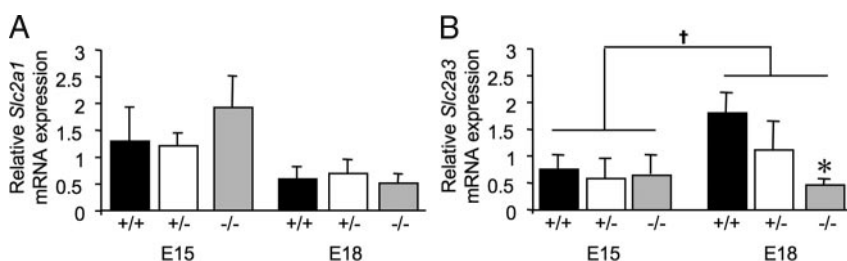 A
Relative Slc2a1
mRNA expression
3
2.5
2
1.5
1
0.5
0
+/+ +/- -/- +/+ +/- -/-
E15 E18
B
Relative Slc2a3
mRNA expression
3
2.5
2
1.5
1
0.5
0
†
*
+/+ +/- -/- +/+ +/- -/-
E15 E18